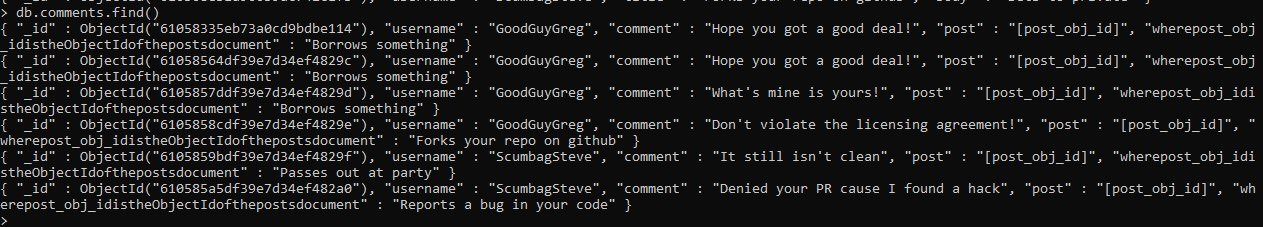 > db.comments.find()
{ "_id" : ObjectId("61058335eb73a0cd9bdbe114"), "username" : "GoodGuyGreg", "comment" : "Hope you got a good deal!", "post" : "[post_obj_id]", "wherepost_obj
_idistheObjectIdofthepostsdocument" : "Borrows something" }
{ "_id" : ObjectId("61058564df39e7d34ef4829c"), "username" : "GoodGuyGreg", "comment" : "Hope you got a good deal!", "post" : "[post_obj_id]", "wherepost_obj
_idistheObjectIdofthepostsdocument" : "Borrows something" }
{ "_id" : ObjectId("6105857ddf39e7d34ef4829d"), "username" : "GoodGuyGreg", "comment" : "What's mine is yours!", "post" : "[post_obj_id]", "wherepost_obj_idi
stheObjectIdofthepostsdocument" : "Borrows something" }
{ "_id" : ObjectId("6105858cdf39e7d34ef4829e"), "username" : "GoodGuyGreg", "comment" : "Don't violate the licensing agreement!", "post" : "[post_obj_id]", "
wherepost_obj_idistheObjectIdofthepostsdocument" : "Forks your repo on github" }
{ "_id" : ObjectId("6105859bdf39e7d34ef4829f"), "username" : "ScumbagSteve", "comment" : "It still isn't clean", "post" : "[post_obj_id]", "wherepost_obj_idi
stheObjectIdofthepostsdocument" : "Passes out at party" }
{ "_id" : ObjectId("610585a5df39e7d34ef482a0"), "username" : "ScumbagSteve", "comment" : "Denied your PR cause I found a hack", "post" : "[post_obj_id]", "wh
erepost_obj_idistheObjectIdofthepostsdocument" : "Reports a bug in your code" }
>